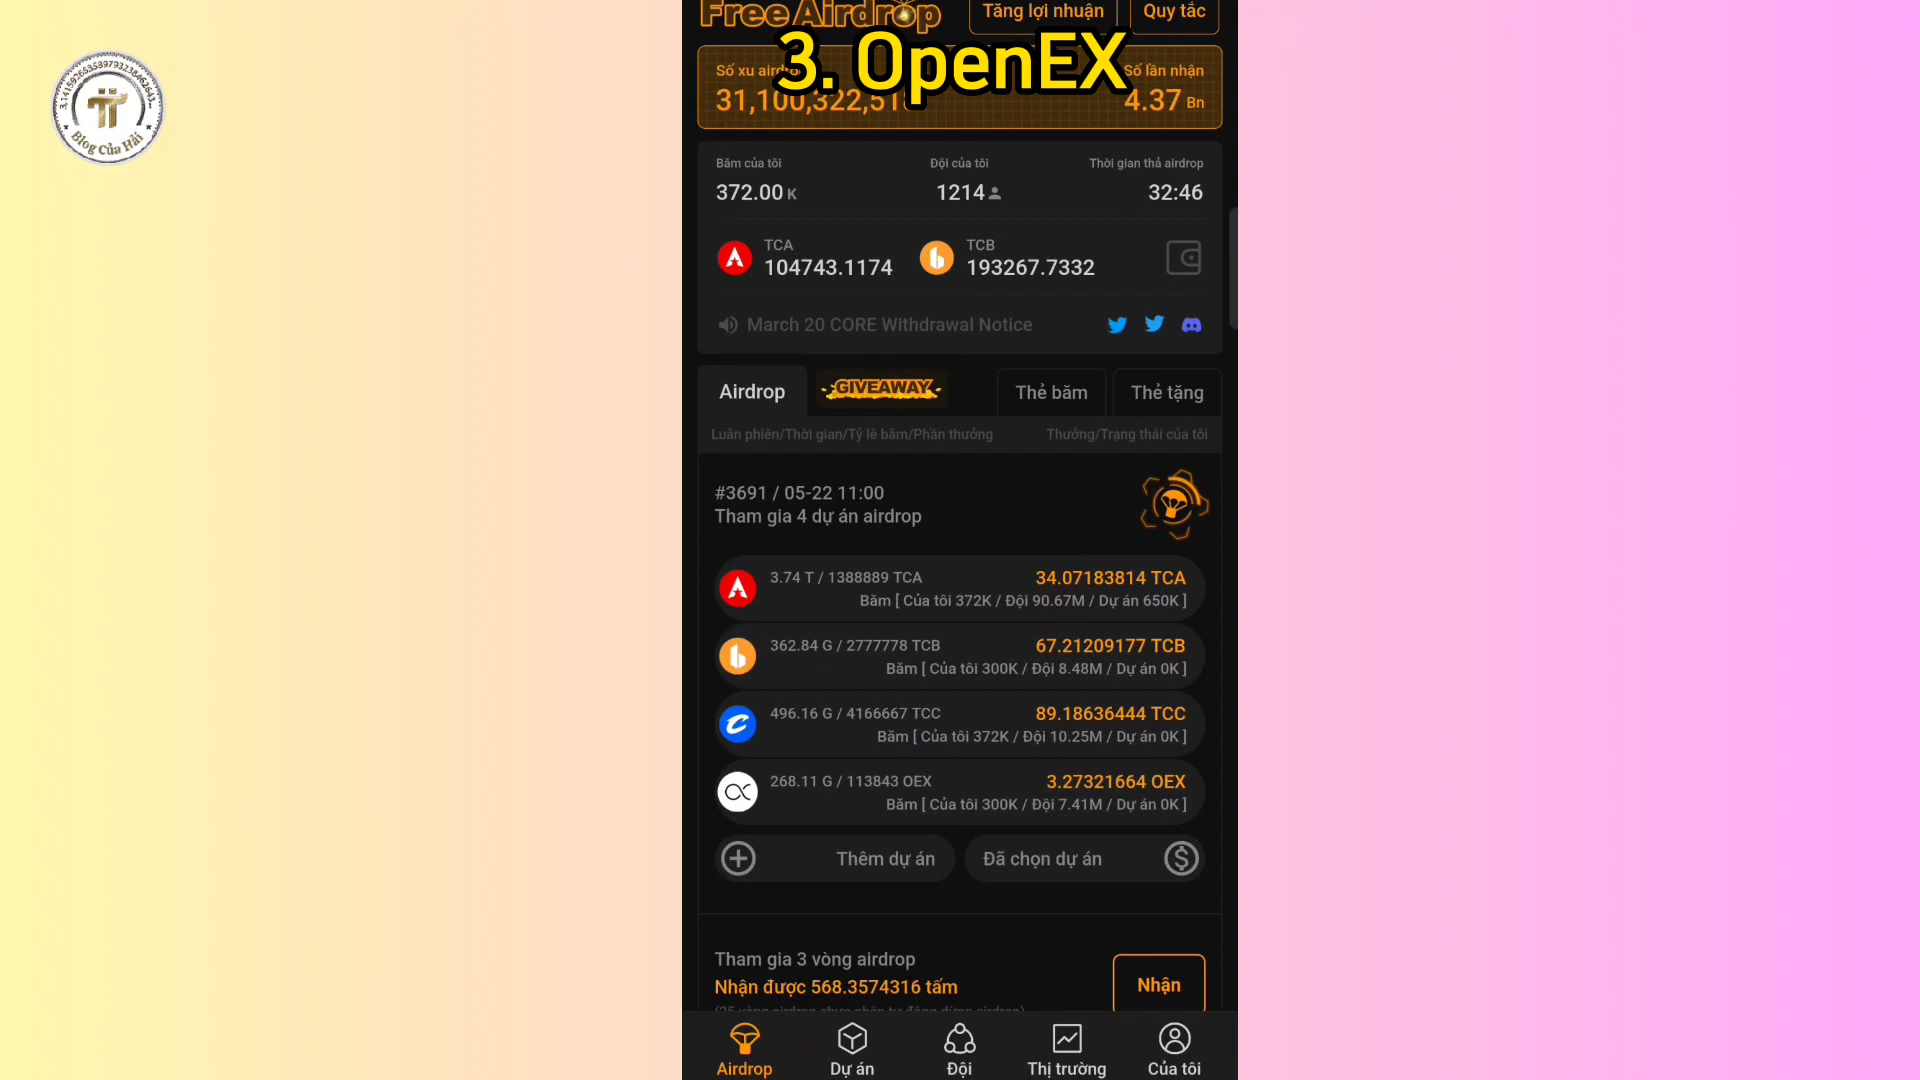 Free Airdrop
Tăng lợi nhuận
Quy tắc
3. OpenEX
Số xu
Số lần nhận
4.37 Bn
Băm của tôi
Đội của tôi
Thời gian thả airdrop
372.00 K
1214
32:46
TCA
104743.1174
TCB
193267.7332
March 20 CORE Withdrawal Notice
Airdrop
GIVEAWAY
Thẻ băm
Thẻ tặng
Luân phiên/Thời gian/Tỷ lê băm/Phần thưởng
Thưởng/Trạng thái của tôi
#3691 / 05-22 11:00
Tham gia 4 dự án airdrop
3.74 T / 1388889 TCA
34.07183814 TCA
Băm [ Của tôi 372K / Đội 90.67M / Dự án 650K ]
362.84 G / 2777778 TCB
67.21209177 TCB
Băm [ Của tôi 300K / Đội 8.48M / Dự án 0K ]
496.16 G / 4166667 TCC
89.18636444 TCC
Băm [ Của tôi 372K / Đội 10.25M / Dự án 0K ]
268.11 G / 113843 OEX
3.27321664 OEX
Băm [ Của tôi 300K / Đội 7.41M / Dự án 0K ]
Thêm dự án
Đã chọn dự án
Tham gia 3 vòng airdrop
Nhận được 568.3574316 tấm
Nhận
Airdrop
Dự án
Đội
Thị trường
Của tôi
Blog Của Hải